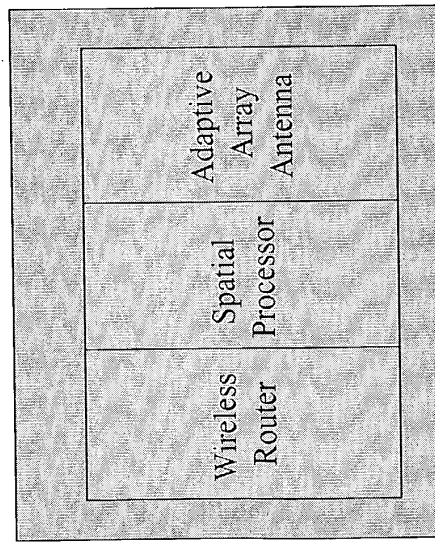 Wireless
Router
Spatial
Processor
Adaptive
Array
Antenna